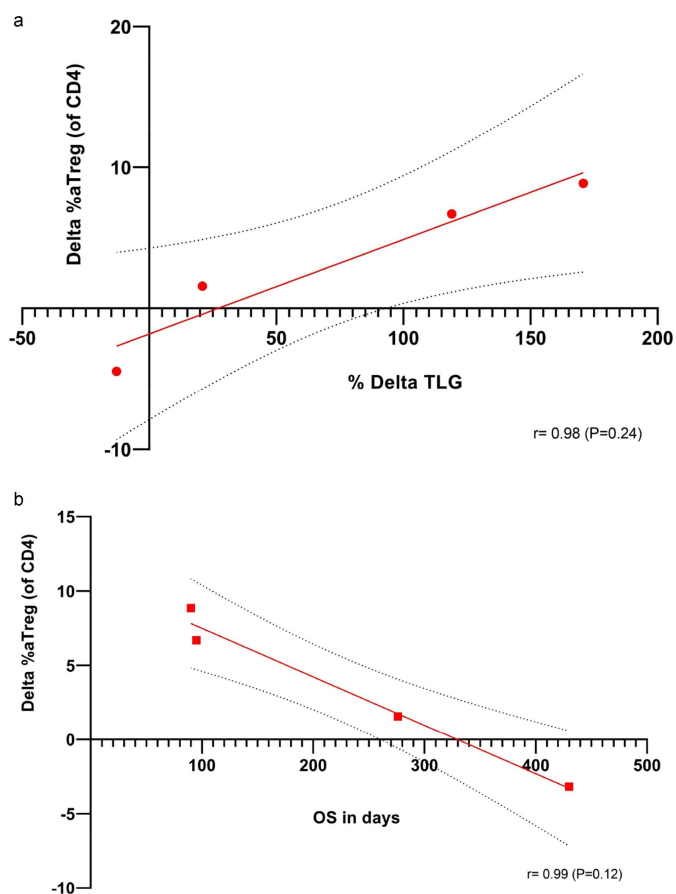 a
20
10
-50
50
100
150
200
-10
Delta %aTreg (of CD4)
% Delta TLG
r= 0.98 (P=0.24)
b
15
10
5
0
100
200
300
400
500
-5
-10
Delta %aTreg (of CD4)
OS in days
r= 0.99 (P=0.12)